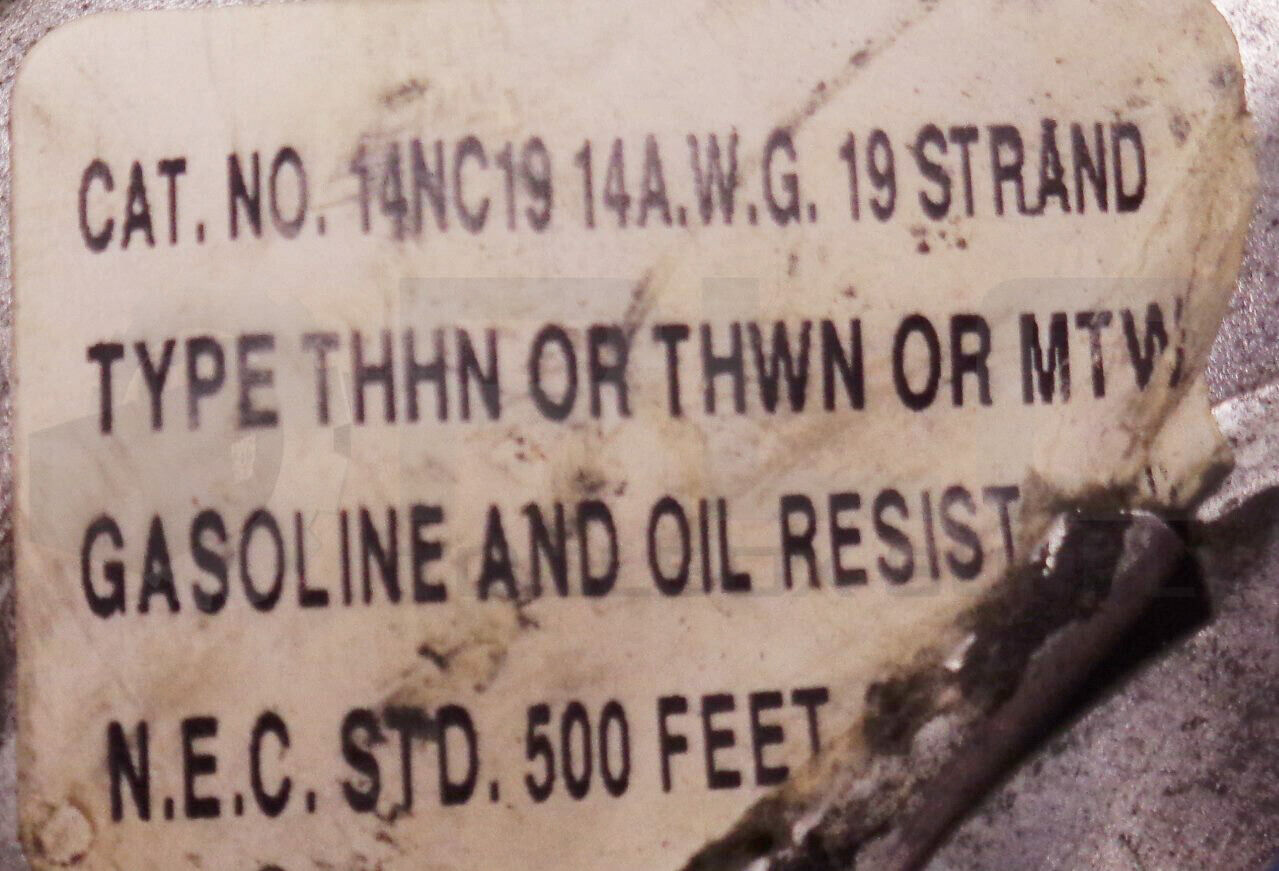 CAT. NO. 14NC19 14A.W.G. 19 STRAND
TYPE THHN OR THWN OR MTW
GASOLINE AND OIL RESIST
N.E.C. STD. 500 FEET